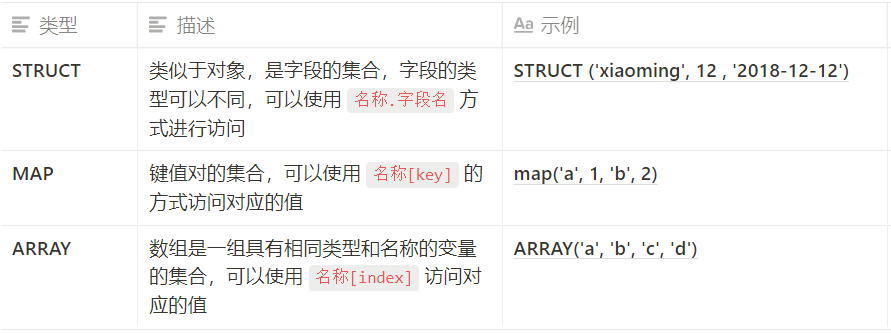 类型
描述
示例
STRUCT
类似于对象，是字段的集合，字段的类
型可以不同，可以使用 名称.字段名 方
式进行访问
STRUCT ('xiaoming', 12 , '2018-12-12')
MAP
键值对的集合，可以使用 名称[key] 的
方式访问对应的值
map('a', 1, 'b', 2)
ARRAY
数组是一组具有相同类型和名称的变量
的集合，可以使用 名称[index] 访问对
应的值
ARRAY('a', 'b', 'c', 'd')